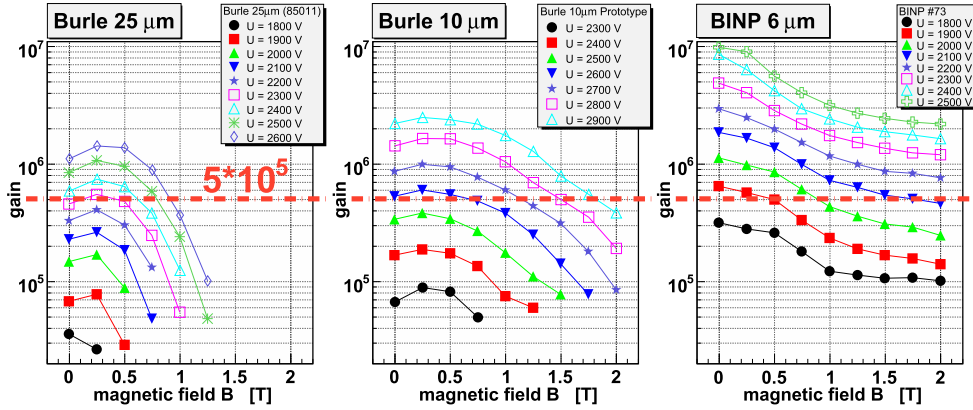 Burle 25 μm
Burle 25μm (85011)
U = 1800 V
U = 1900 V
U = 2000 V
U = 2100 V
U = 2200 V
U = 2300 V
U = 2400 V
U = 2500 V
U = 2600 V
gain
10⁷
10⁶
10⁵
5*10⁵
0 0.5 1 1.5 2
magnetic field B [T]
Burle 10 μm
Burle 10μm Prototype
U = 2300 V
U = 2400 V
U = 2500 V
U = 2600 V
U = 2700 V
U = 2800 V
U = 2900 V
gain
10⁷
10⁶
10⁵
0 0.5 1 1.5 2
magnetic field B [T]
BINP 6 μm
BINP #73
U = 1800 V
U = 1900 V
U = 2000 V
U = 2100 V
U = 2200 V
U = 2300 V
U = 2400 V
U = 2500 V
gain
10⁷
10⁶
10⁵
0 0.5 1 1.5 2
magnetic field B [T]